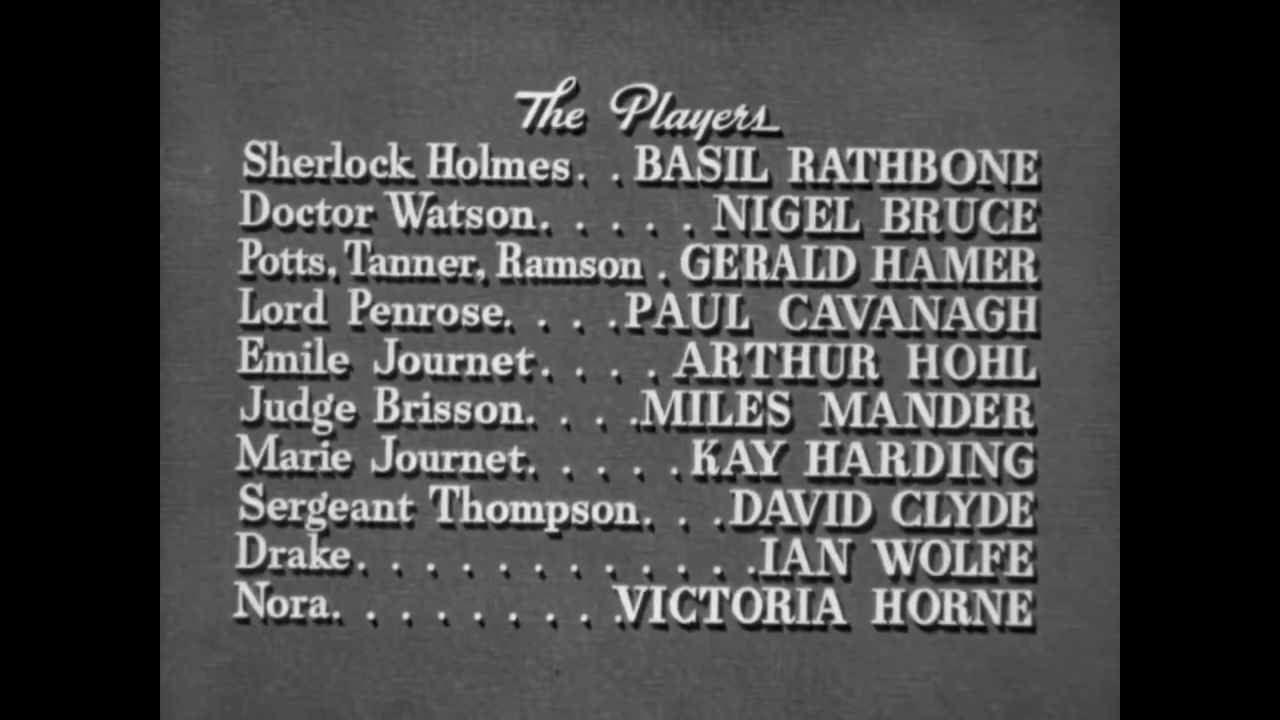 The Players
Sherlock Holmes. . .BASIL RATHBONE
Doctor Watson. . . . . NIGEL BRUCE
Potts, Tanner, Ramson . GERALD HAMER
Lord Penrose. . . .PAUL CAVANAGH
Emile Journet. . . . ARTHUR HOHL
Judge Brisson. . . .MILES MANDER
Marie Journet. . . . .KAY HARDING
Sergeant Thompson. . .DAVID CLYDE
Drake. . . . . . . . . . . .IAN WOLFE
Nora. . . . . . . . .VICTORIA HORNE